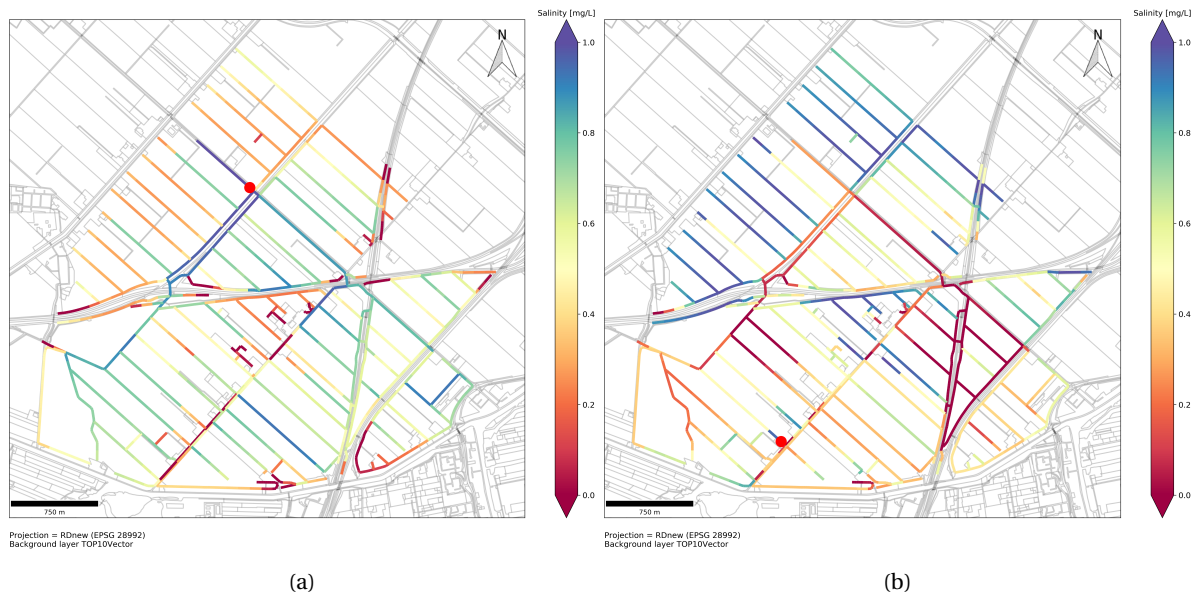 Salinity [mg/L]
N
1.0
0.8
0.6
0.4
0.2
0.0
750 m
Projection = RDnew (EPSG 28992)
Background layer TOP10Vector
(a)
Salinity [mg/L]
N
1.0
0.8
0.6
0.4
0.2
0.0
750 m
Projection = RDnew (EPSG 28992)
Background layer TOP10Vector
(b)